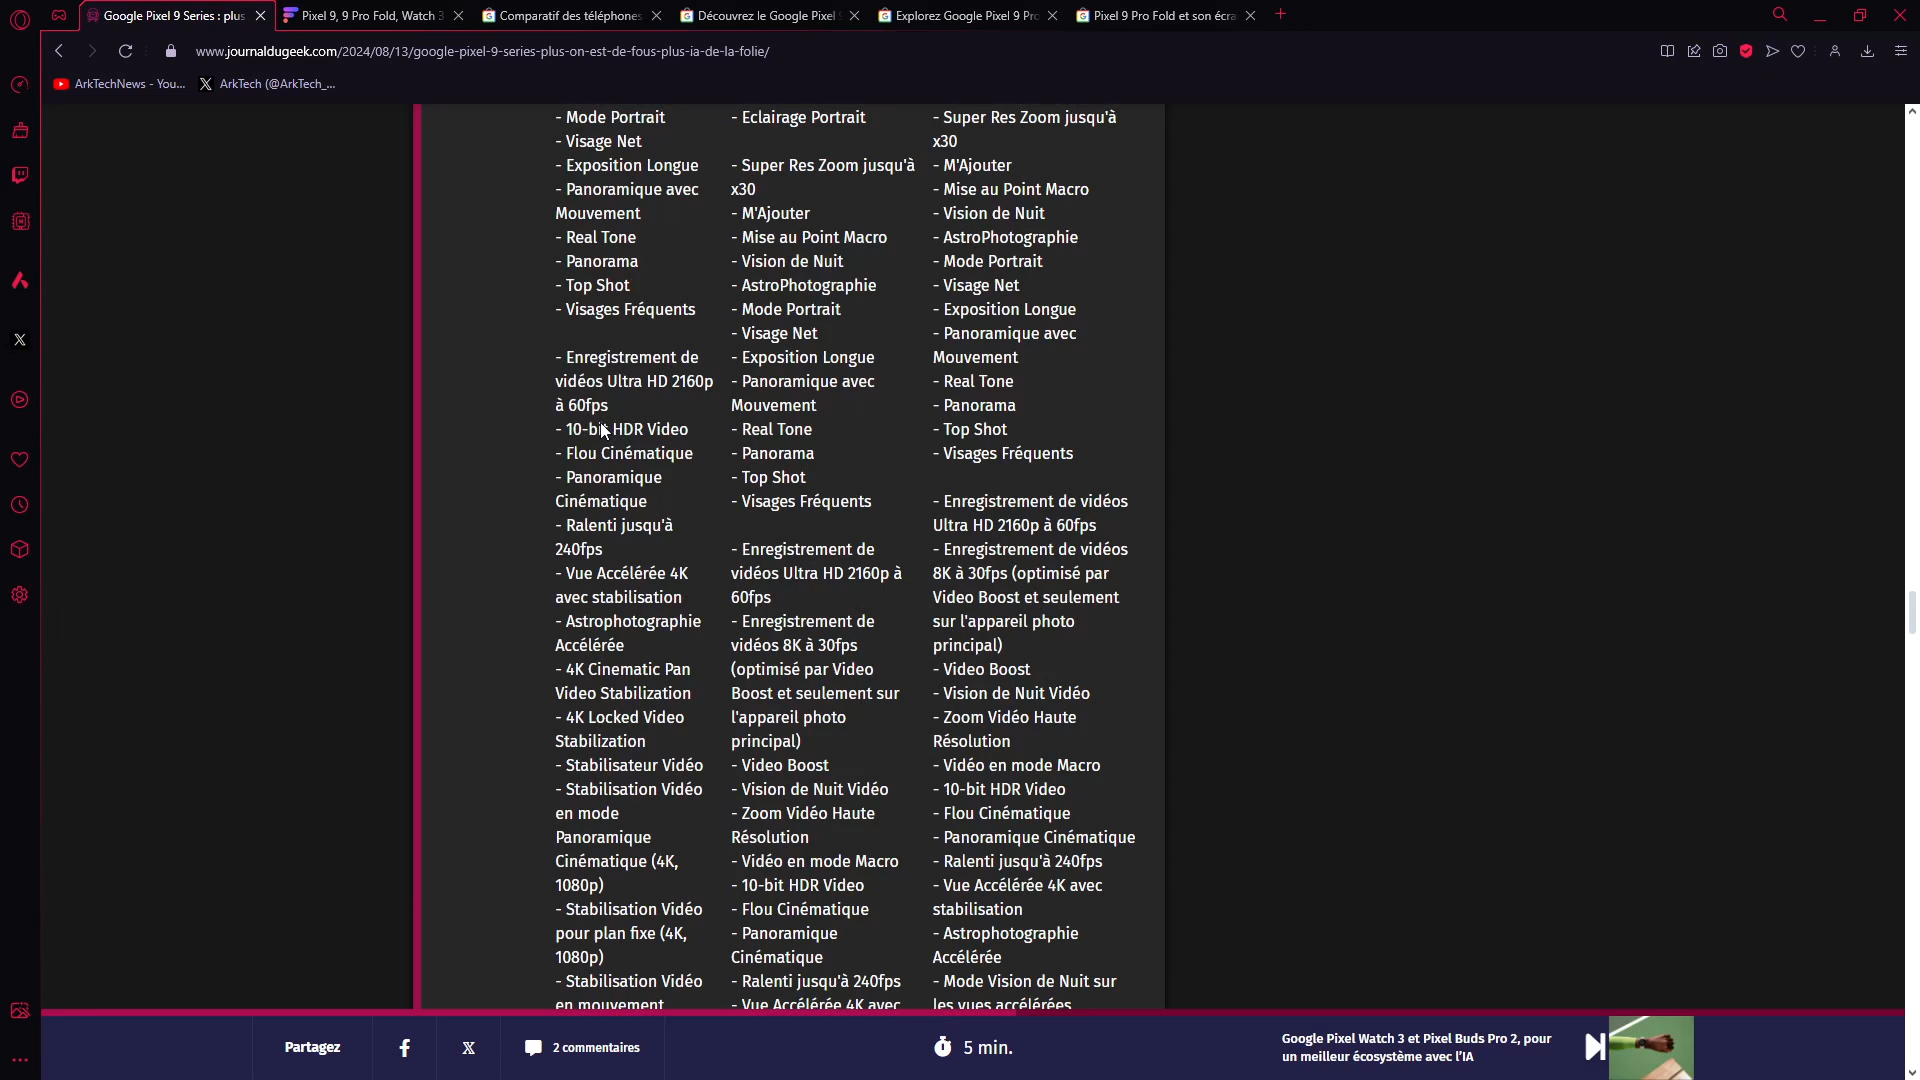 Google Pixel 9 Series : plus
Pixel 9, 9 Pro Fold, Watch 3
Comparatif des téléphones
Découvrez le Google Pixel 9
Explorez Google Pixel 9 Pro
Pixel 9 Pro Fold et son écra
www.journaldugeek.com/2024/08/13/google-pixel-9-series-plus-on-est-de-fous-plus-ia-de-la-folie/
ArkTechNews - You...
ArkTech (@ArkTech_...
- Mode Portrait
- Visage Net
- Exposition Longue
- Panoramique avec
Mouvement
- Real Tone
- Panorama
- Top Shot
- Visages Fréquents
- Enregistrement de
vidéos Ultra HD 2160p
à 60fps
- 10-bit HDR Video
- Flou Cinématique
- Panoramique
Cinématique
- Ralenti jusqu'à
240fps
- Vue Accélérée 4K
avec stabilisation
- Astrophotographie
Accélérée
- 4K Cinematic Pan
Video Stabilization
- 4K Locked Video
Stabilization
- Stabilisateur Vidéo
- Stabilisation Vidéo
en mode
Panoramique
Cinématique (4K,
1080p)
- Stabilisation Vidéo
pour plan fixe (4K,
1080p)
- Stabilisation Vidéo
en mouvement
- Eclairage Portrait
- Super Res Zoom jusqu'à
x30
- M'Ajouter
- Mise au Point Macro
- Vision de Nuit
- AstroPhotographie
- Mode Portrait
- Visage Net
- Exposition Longue
- Panoramique avec
Mouvement
- Real Tone
- Panorama
- Top Shot
- Visages Fréquents
- Enregistrement de
vidéos Ultra HD 2160p à
60fps
- Enregistrement de
vidéos 8K à 30fps
(optimisé par Video
Boost et seulement sur
l'appareil photo
principal)
- Video Boost
- Vision de Nuit Vidéo
- Zoom Vidéo Haute
Résolution
- Vidéo en mode Macro
- 10-bit HDR Video
- Flou Cinématique
- Panoramique
Cinématique
- Ralenti jusqu'à 240fps
- Vue Accélérée 4K avec
- Super Res Zoom jusqu'à
x30
- M'Ajouter
- Mise au Point Macro
- Vision de Nuit
- AstroPhotographie
- Mode Portrait
- Visage Net
- Exposition Longue
- Panoramique avec
Mouvement
- Real Tone
- Panorama
- Top Shot
- Visages Fréquents
- Enregistrement de vidéos
Ultra HD 2160p à 60fps
- Enregistrement de vidéos
8K à 30fps (optimisé par
Video Boost et seulement
sur l'appareil photo
principal)
- Video Boost
- Vision de Nuit Vidéo
- Zoom Vidéo Haute
Résolution
- Vidéo en mode Macro
- 10-bit HDR Video
- Flou Cinématique
- Panoramique Cinématique
- Ralenti jusqu'à 240fps
- Vue Accélérée 4K avec
stabilisation
- Astrophotographie
Accélérée
- Mode Vision de Nuit sur
les vues accélérées
Partagez
2 commentaires
5 min.
Google Pixel Watch 3 et Pixel Buds Pro 2, pour
un meilleur écosystème avec l'IA